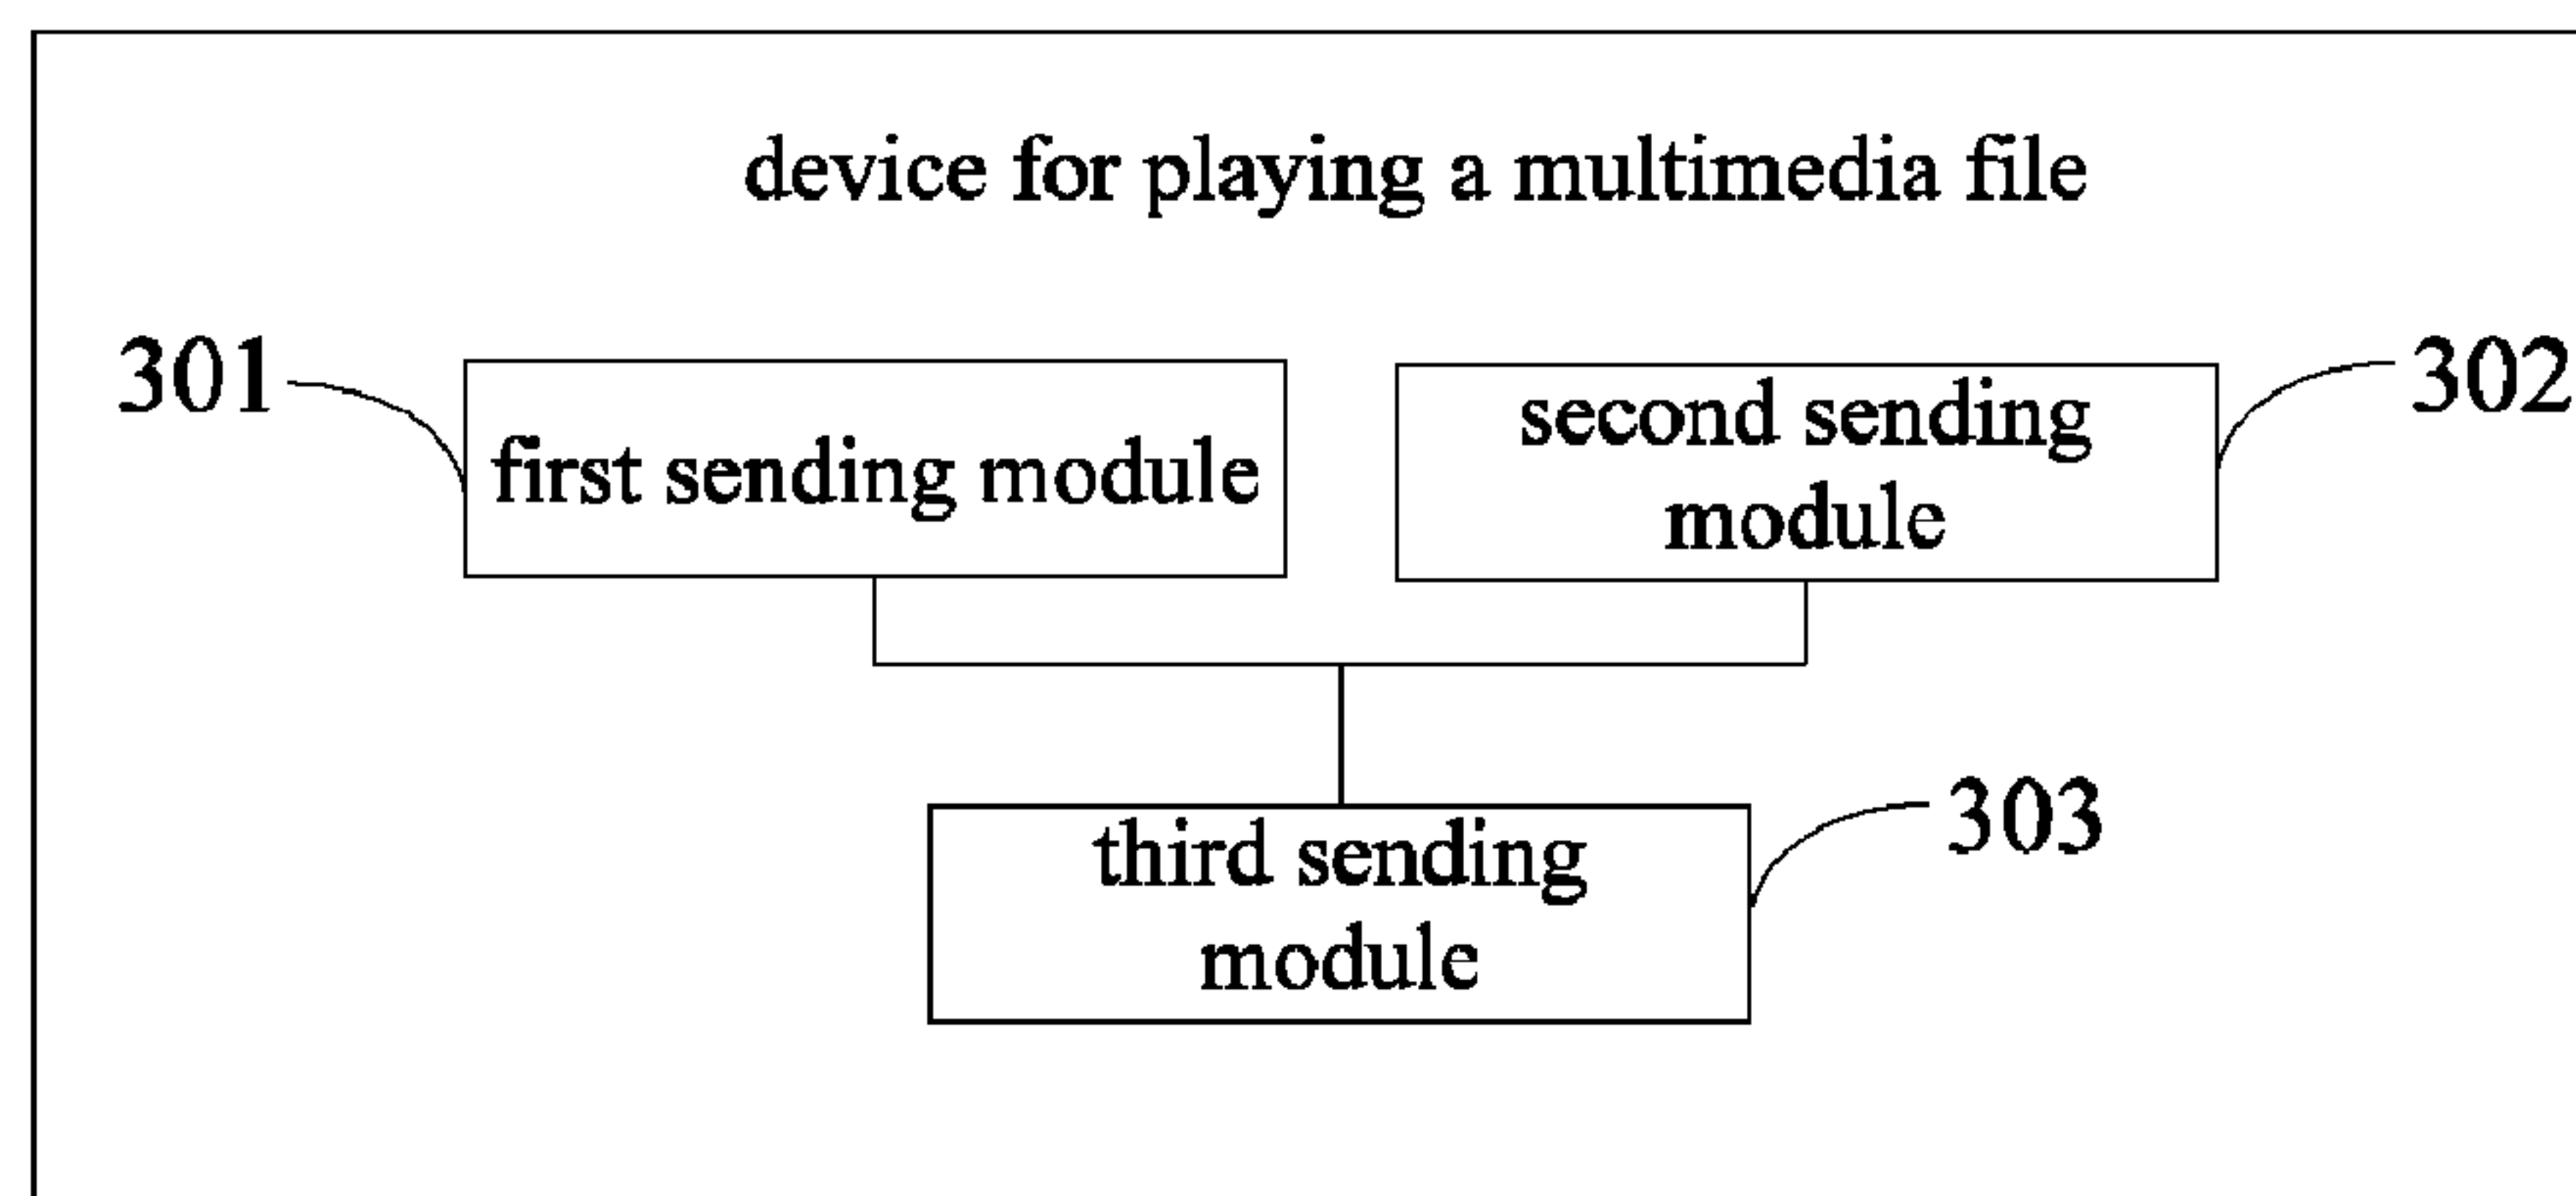 device for playing a multimedia file
301
first sending module
second sending
module
302
third sending
module
303